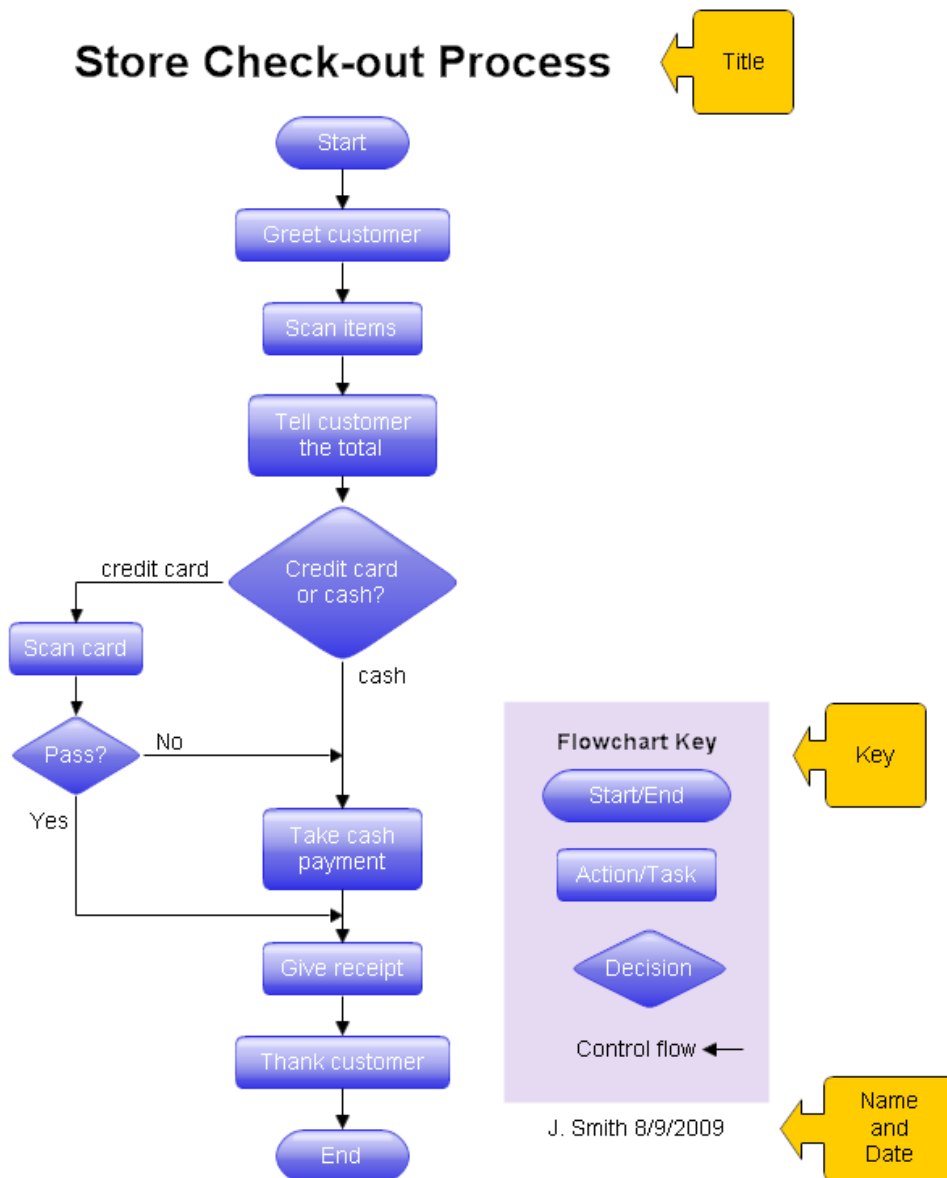 Store Check-out Process
Title
Start
Greet customer
Scan items
Tell customer
the total
Credit card
or cash?
credit card
Scan card
cash
Pass?
No
Yes
Take cash
payment
Give receipt
Thank customer
End
Flowchart Key
Start/End
Action/Task
Decision
Control flow
Key
J. Smith 8/9/2009
Name
and
Date